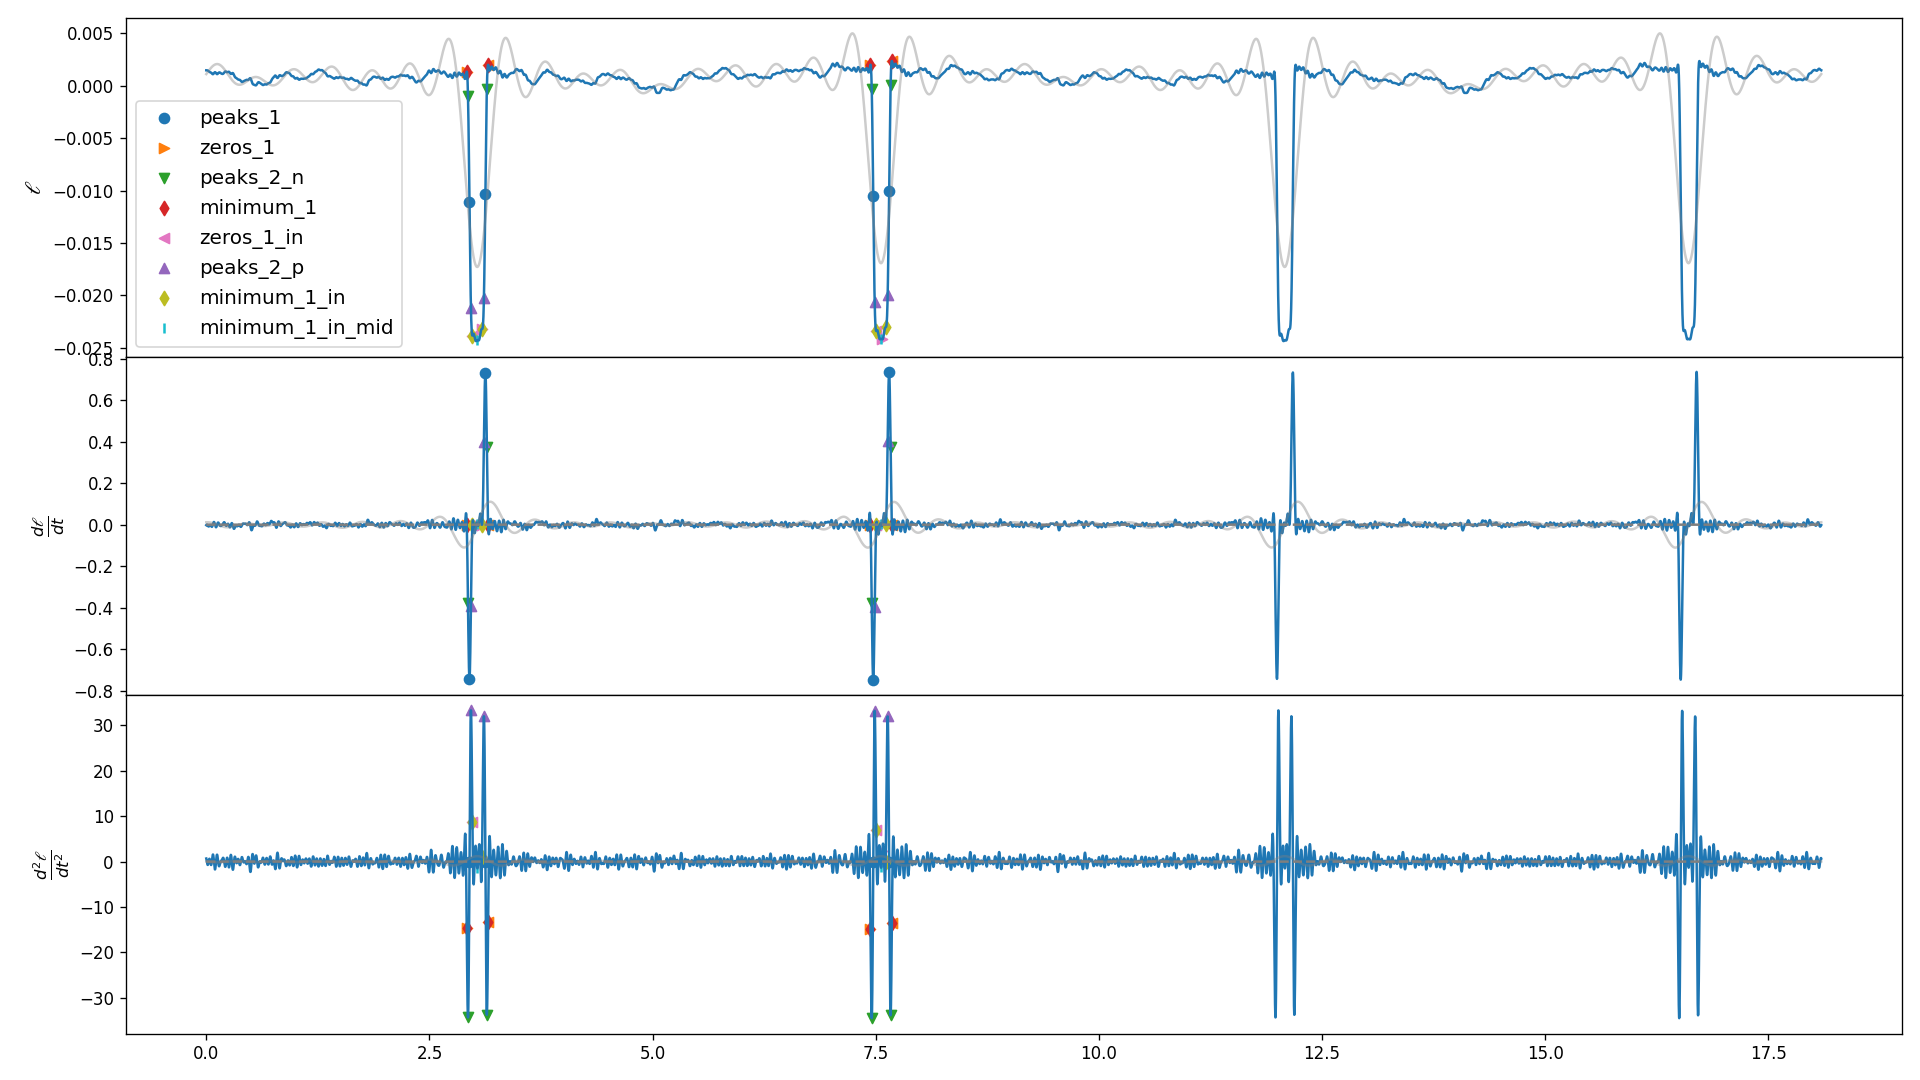 0.005
0.000
−0.005
−0.010
−0.015
−0.020
−0.025
ℓ
peaks_1
zeros_1
peaks_2_n
minimum_1
zeros_1_in
peaks_2_p
minimum_1_in
minimum_1_in_mid
0.8
0.6
0.4
0.2
0.0
−0.2
−0.4
−0.6
−0.8
dℓ
dt
30
20
10
0
−10
−20
−30
d²ℓ
dt²
0.0 2.5 5.0 7.5 10.0 12.5 15.0 17.5